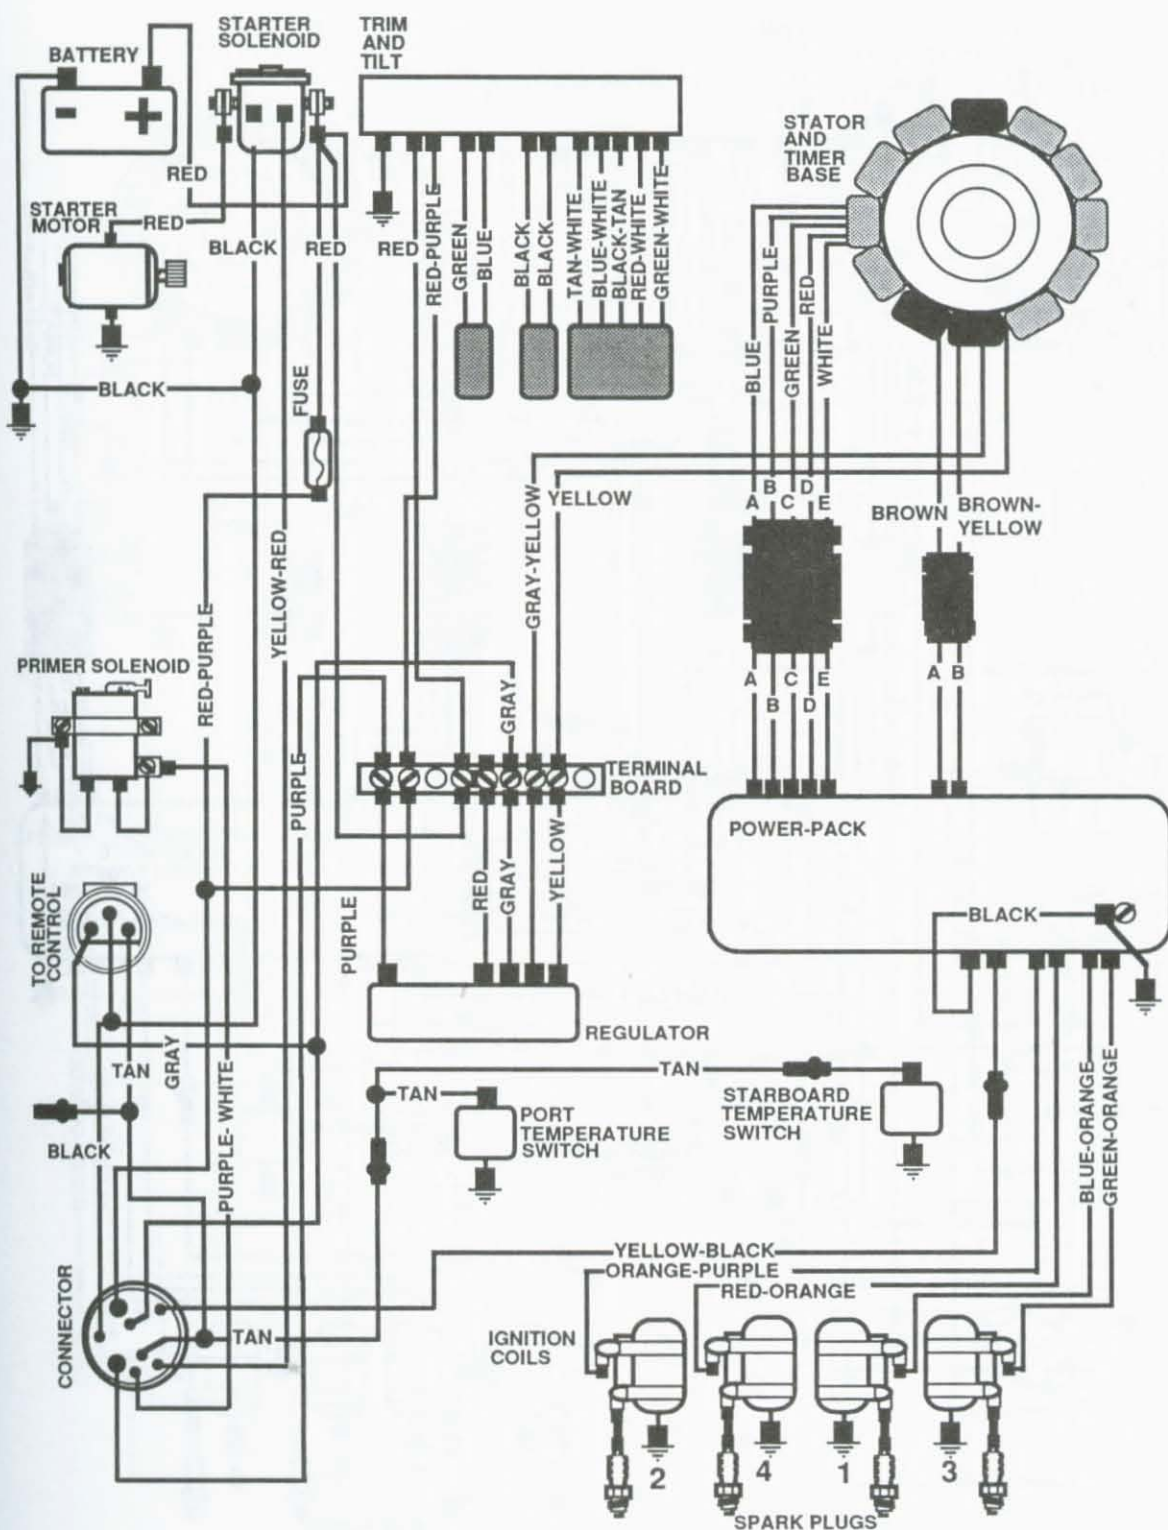 STARTER
SOLENOID
TRIM
AND
TILT
BATTERY
STATOR
AND
TIMER
BASE
RED
STARTER
MOTOR
RED
BLACK
RED
RED
RED-PURPLE
GREEN
BLUE
BLACK
BLACK
TAN-WHITE
BLUE-WHITE
BLACK-TAN
RED-WHITE
GREEN-WHITE
BLUE
PURPLE
GREEN
RED
WHITE
BLACK
FUSE
A B C D E
YELLOW
GRAY-YELLOW
BROWN
BROWN-
YELLOW
YELLOW-RED
RED-PURPLE
PRIMER SOLENOID
A B C D E
A B
GRAY
PURPLE
TERMINAL
BOARD
POWER-PACK
TO REMOTE
CONTROL
PURPLE
RED
GRAY
YELLOW
BLACK
REGULATOR
TAN
GRAY
PURPLE-WHITE
TAN
TAN
PORT
TEMPERATURE
SWITCH
STARBOARD
TEMPERATURE
SWITCH
BLACK
BLUE-ORANGE
GREEN-ORANGE
YELLOW-BLACK
ORANGE-PURPLE
RED-ORANGE
CONNECTOR
TAN
IGNITION
COILS
2 4 1 3
SPARK PLUGS